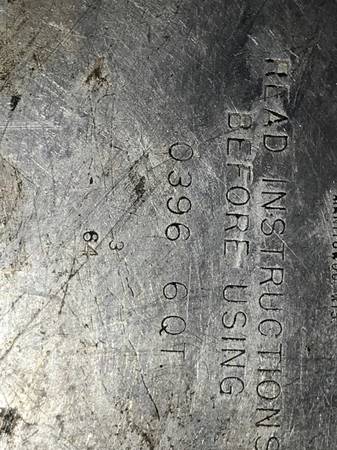 READ INSTRUCTIONS
BEFORE USING
0396 6 QT
3
64